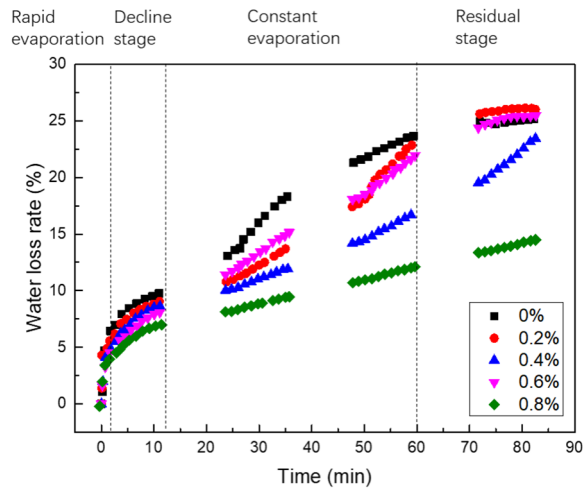 Rapid evaporation
Decline stage
Constant evaporation
Residual stage
30
25
20
15
10
5
0
Water loss rate (%)
0 10 20 30 40 50 60 70 80 90
Time (min)
0%
0.2%
0.4%
0.6%
0.8%